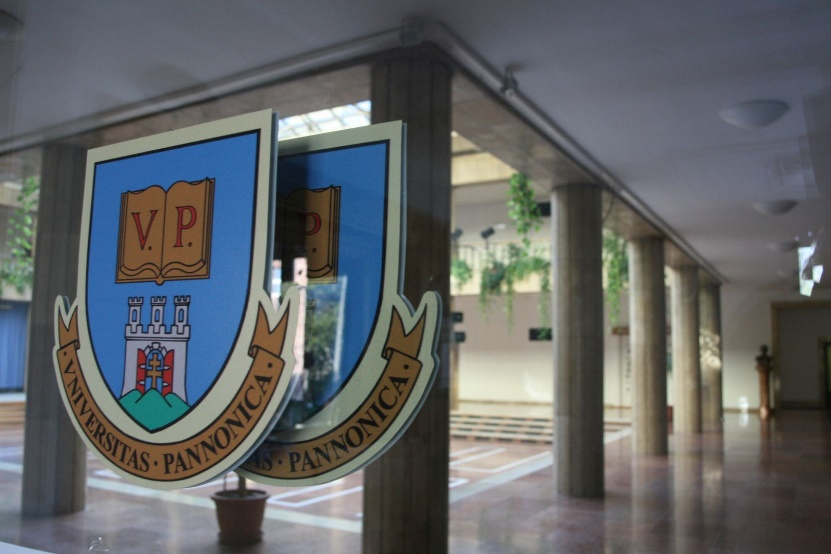 V. P.
VNIVERSITAS · PANNONICA ·
P.
AS · PANNONICA ·